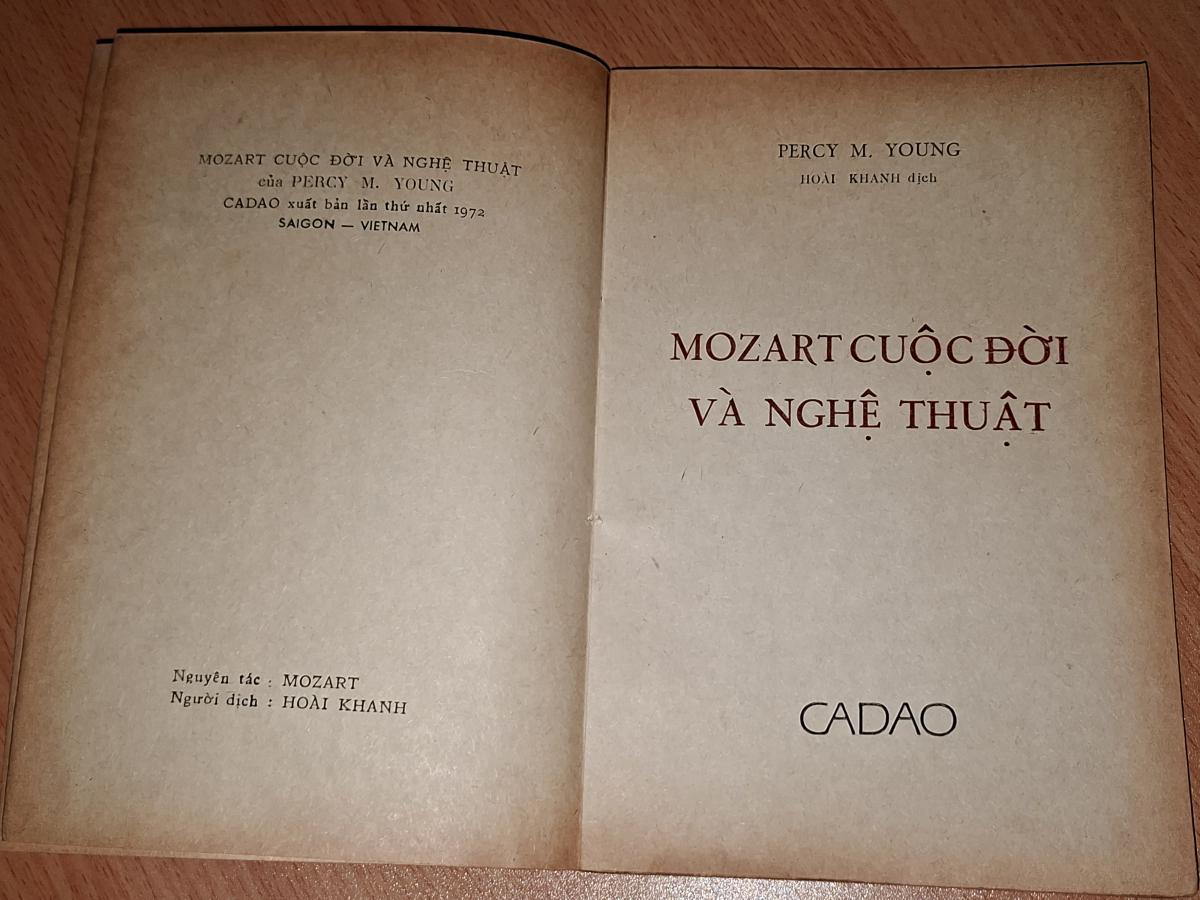 MOZART CUỘC ĐỜI VÀ NGHỆ THUẬT
của PERCY M. YOUNG
CADAO xuất bản lần thứ nhất 1972
SAIGON — VIETNAM
Nguyên tác : MOZART
Người dịch : HOÀI KHANH
PERCY M. YOUNG
HOÀI KHANH dịch
MOZART CUỘC ĐỜI
VÀ NGHỆ THUẬT
CADAO